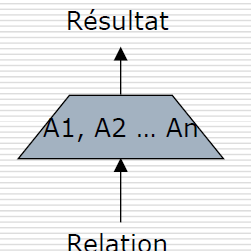 Résultat
A1, A2 ... An
Relation